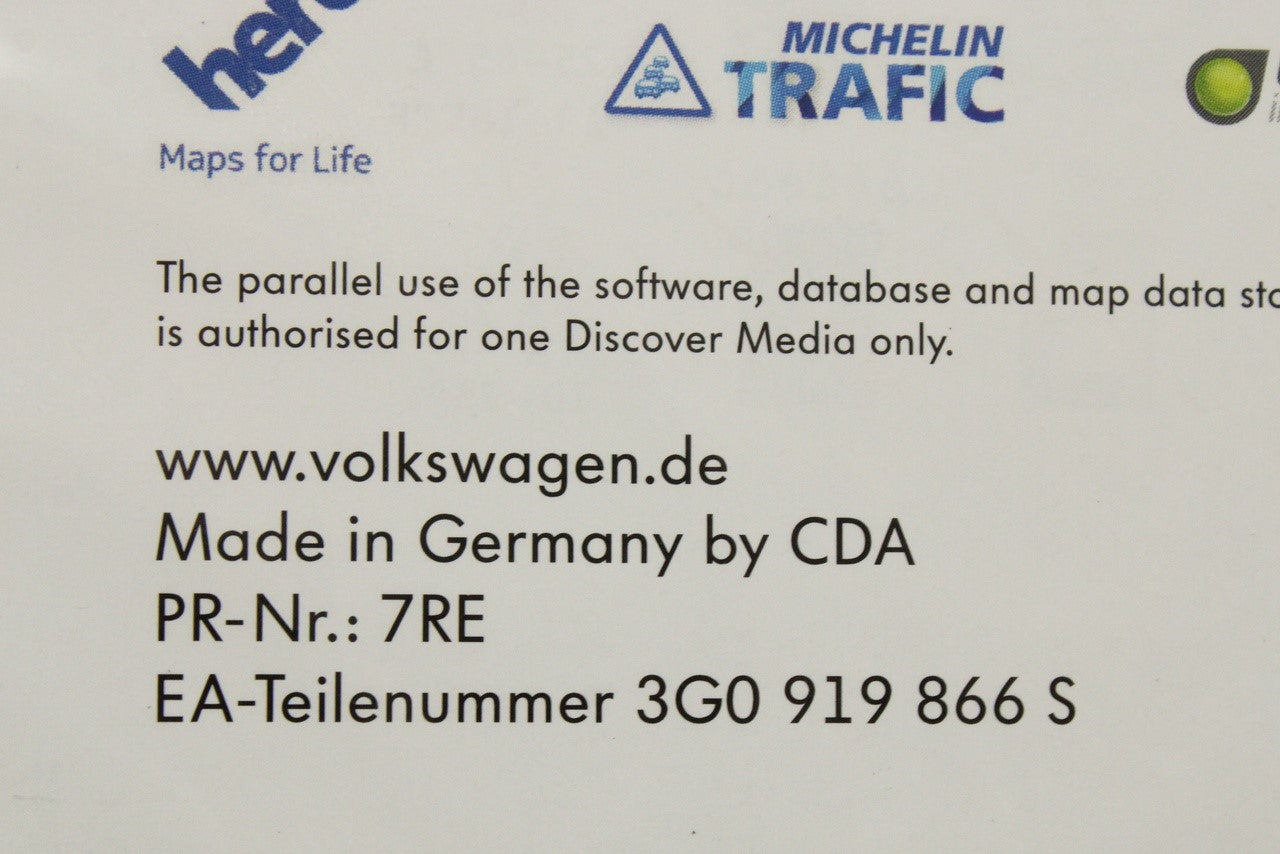 Maps for Life
MICHELIN
TRAFIC
The parallel use of the software, database and map data
is authorised for one Discover Media only.
www.volkswagen.de
Made in Germany by CDA
PR-Nr.: 7RE
EA-Teilenummer 3G0 919 866 S